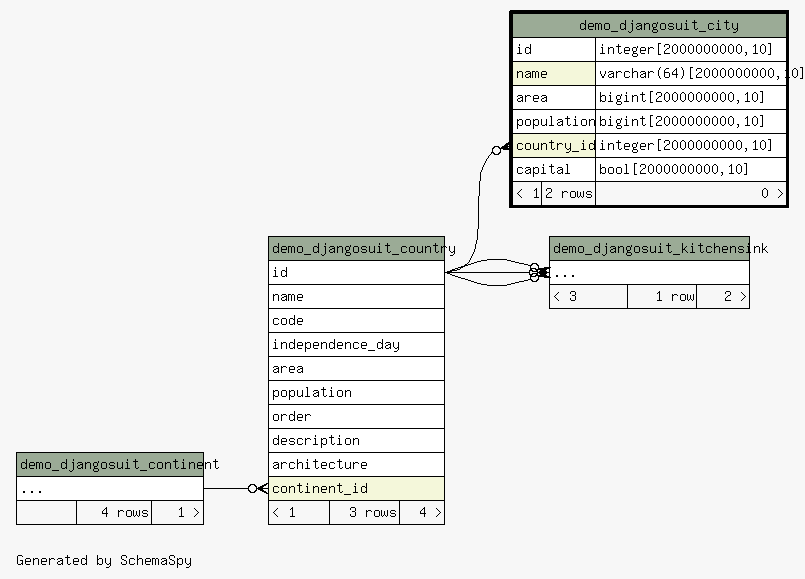 demo_djangosuit_city
id integer[2000000000,10]
name varchar(64)[2000000000,10]
area bigint[2000000000,10]
population bigint[2000000000,10]
country_id integer[2000000000,10]
capital bool[2000000000,10]
< 1 2 rows 0 >
demo_djangosuit_country
id
name
code
independence_day
area
population
order
description
architecture
continent_id
< 1 3 rows 4 >
demo_djangosuit_kitchensink
...
< 3 1 row 2 >
demo_djangosuit_continent
...
4 rows 1 >
Generated by SchemaSpy